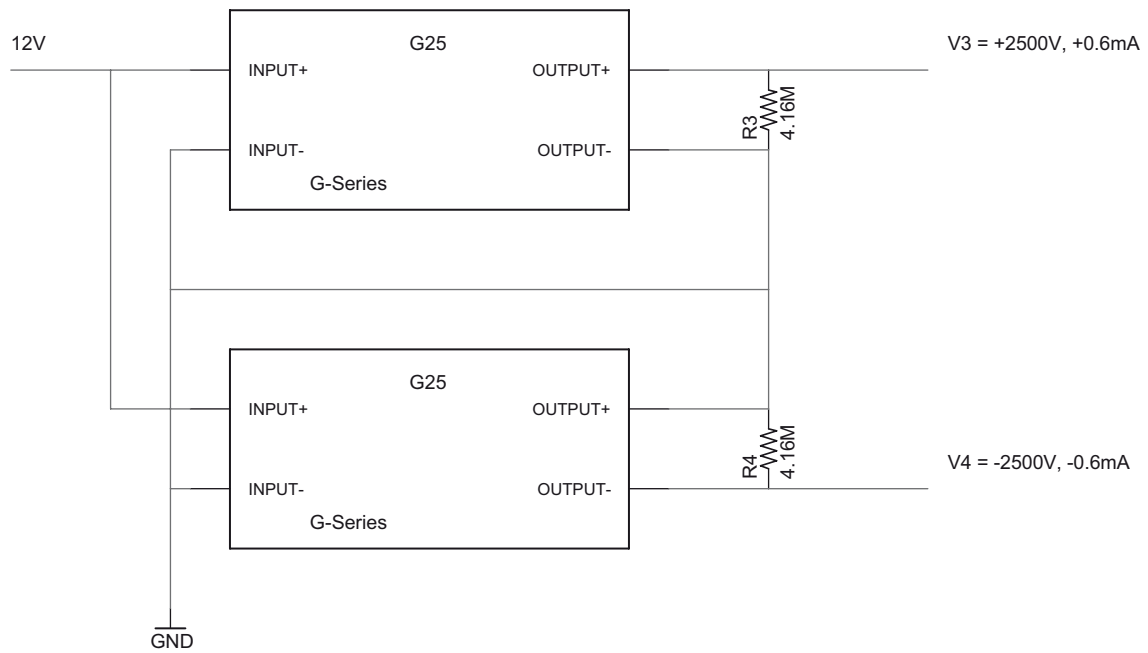 12V
G25
V3 = +2500V, +0.6mA
INPUT+
OUTPUT+
R3
4.16M
INPUT-
OUTPUT-
G-Series
G25
INPUT+
OUTPUT+
R4
4.16M
V4 = -2500V, -0.6mA
INPUT-
OUTPUT-
G-Series
GND